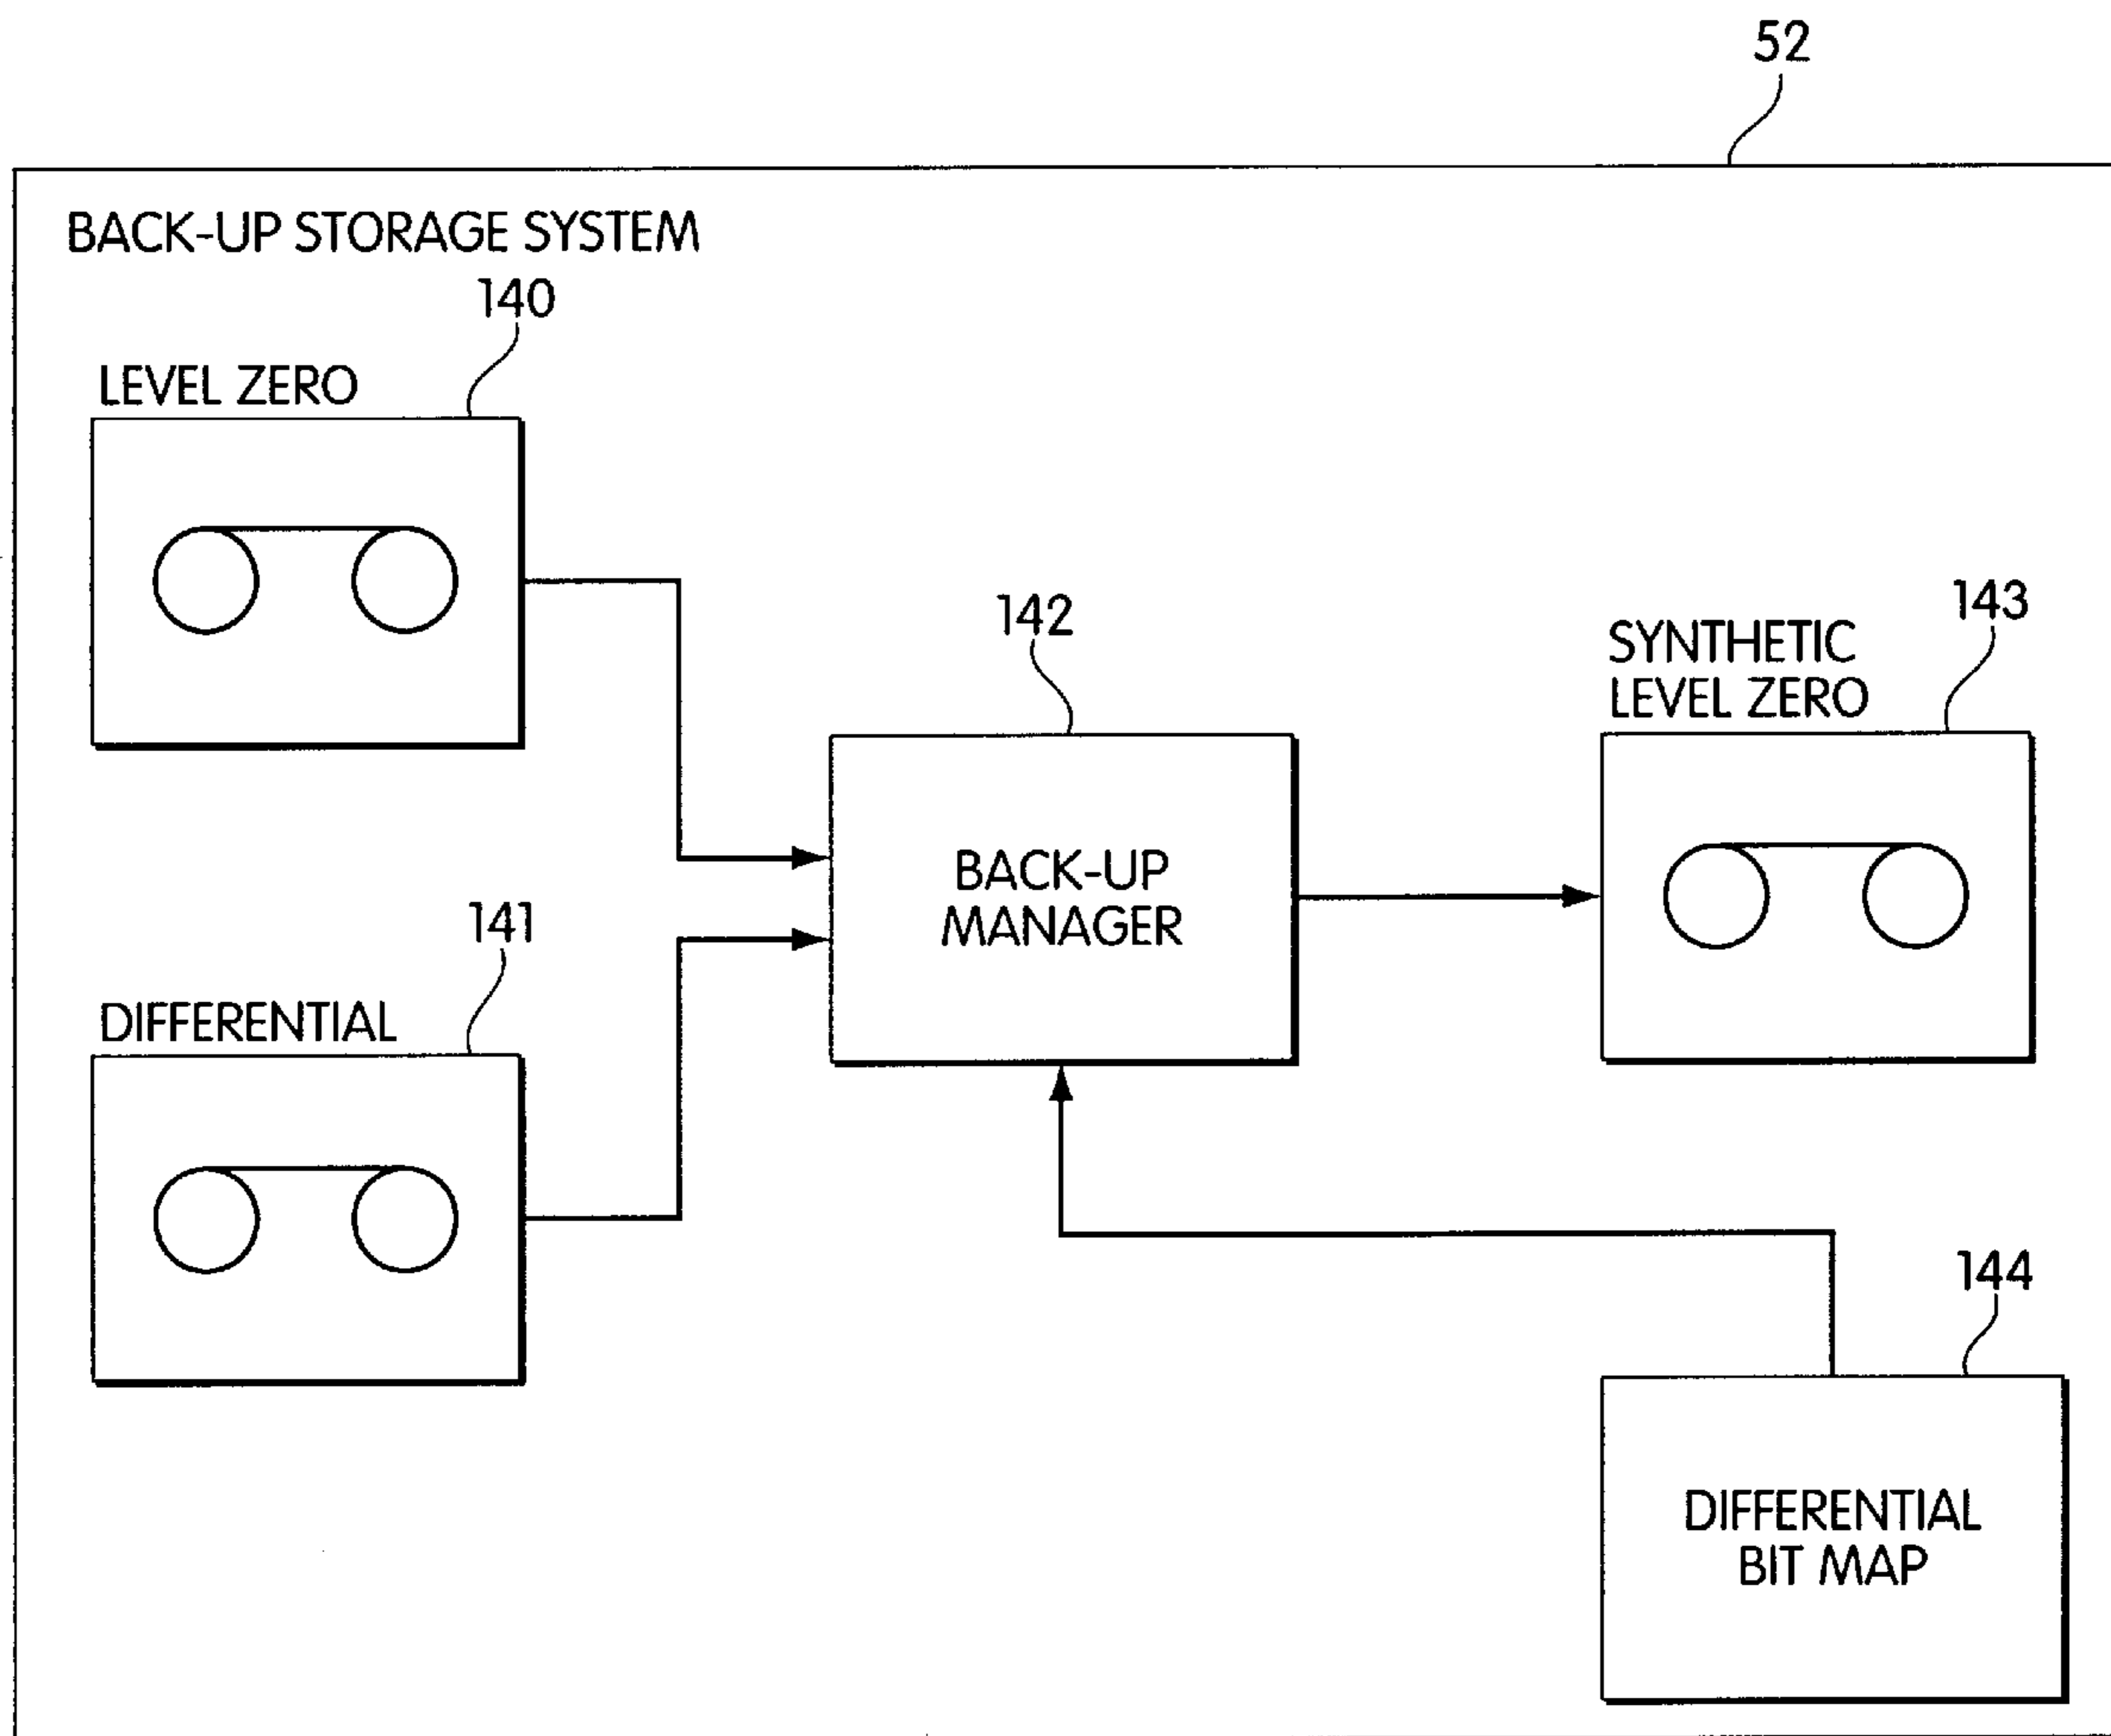 52
BACK-UP STORAGE SYSTEM
140
LEVEL ZERO
142
143
SYNTHETIC
LEVEL ZERO
BACK-UP
MANAGER
141
DIFFERENTIAL
144
DIFFERENTIAL
BIT MAP